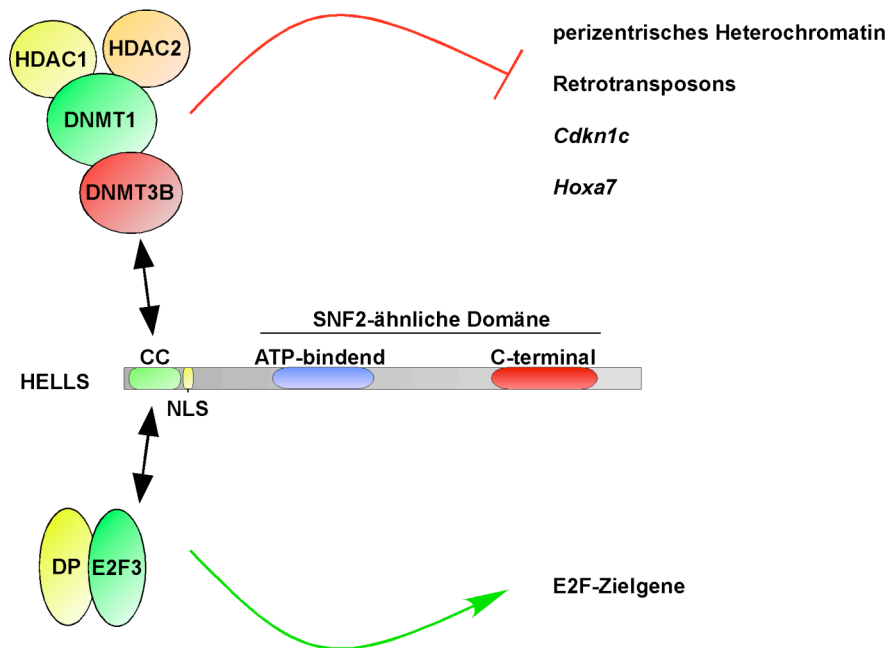 HDAC1
HDAC2
DNMT1
DNMT3B
perizentrisches Heterochromatin
Retrotransposons
Cdkn1c
Hoxa7
SNF2-ähnliche Domäne
CC
ATP-bindend
C-terminal
HELLS
NLS
DP
E2F3
E2F-Zielgene